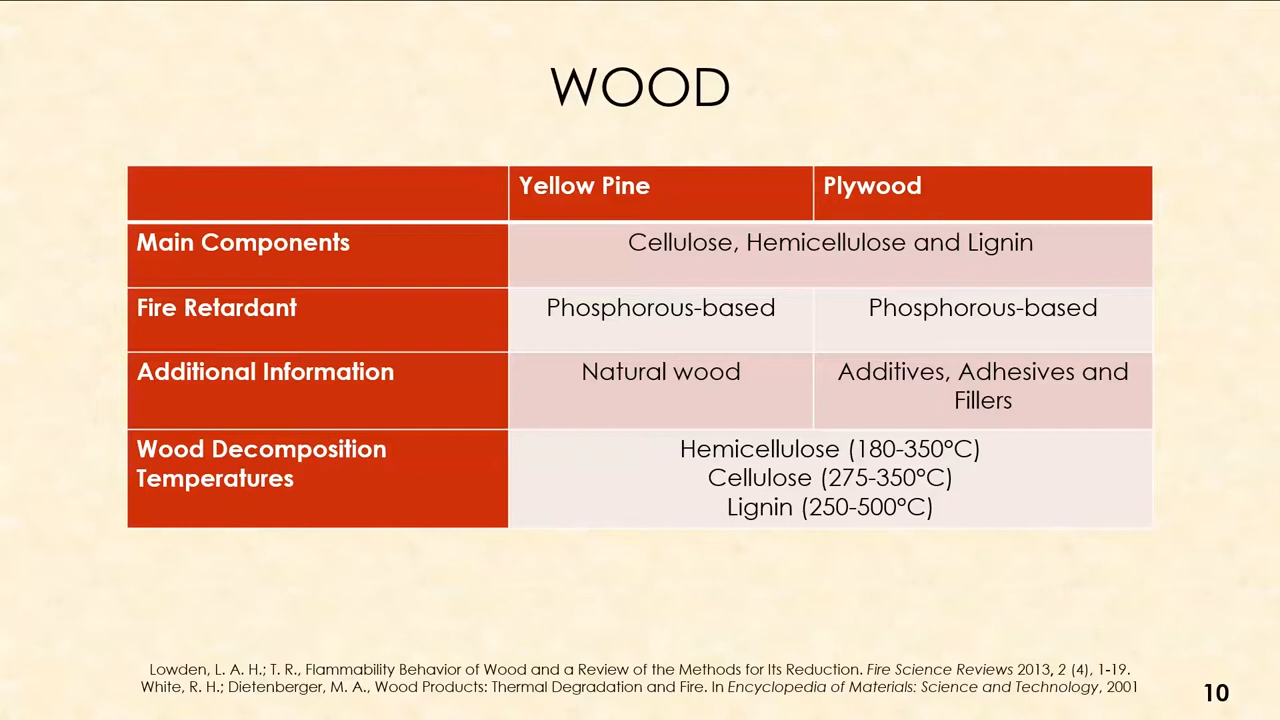 WOOD
Yellow Pine Plywood
Main Components Cellulose, Hemicellulose and Lignin
Fire Retardant Phosphorous-based Phosphorous-based
Additional Information Natural wood Additives, Adhesives and
Fillers
Wood Decomposition Hemicellulose (180-350°C)
Temperatures Cellulose (275-350°C)
Lignin (250-500°C)
Lowden, L. A. H.; T. R., Flammability Behavior of Wood and a Review of the Methods for Its Reduction. Fire Science Reviews 2013, 2 (4), 1-19.
White, R. H.; Dietenberger, M. A., Wood Products: Thermal Degradation and Fire. In Encyclopedia of Materials: Science and Technology, 2001
10